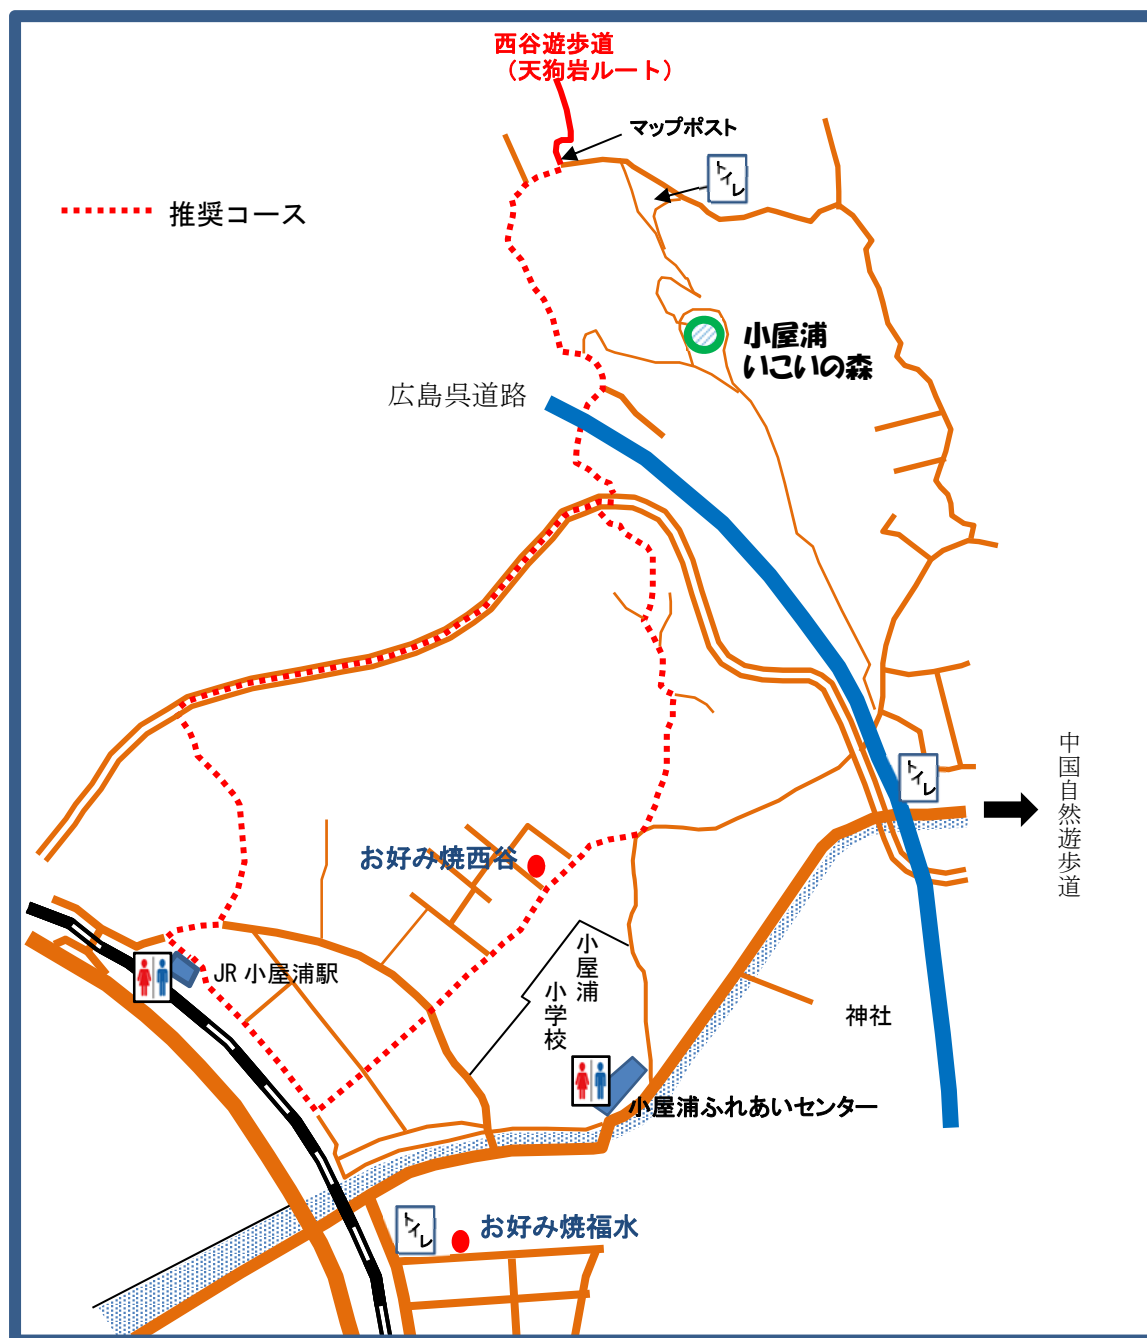 西谷遊歩道
（天狗岩ルート）
マップポスト
トイレ
推奨コース
小屋浦
いこいの森
広島呉道路
トイレ
中国自然遊歩道
お好み焼西谷
JR 小屋浦駅
小屋浦
小学校
神社
小屋浦ふれあいセンター
トイレ
お好み焼福水